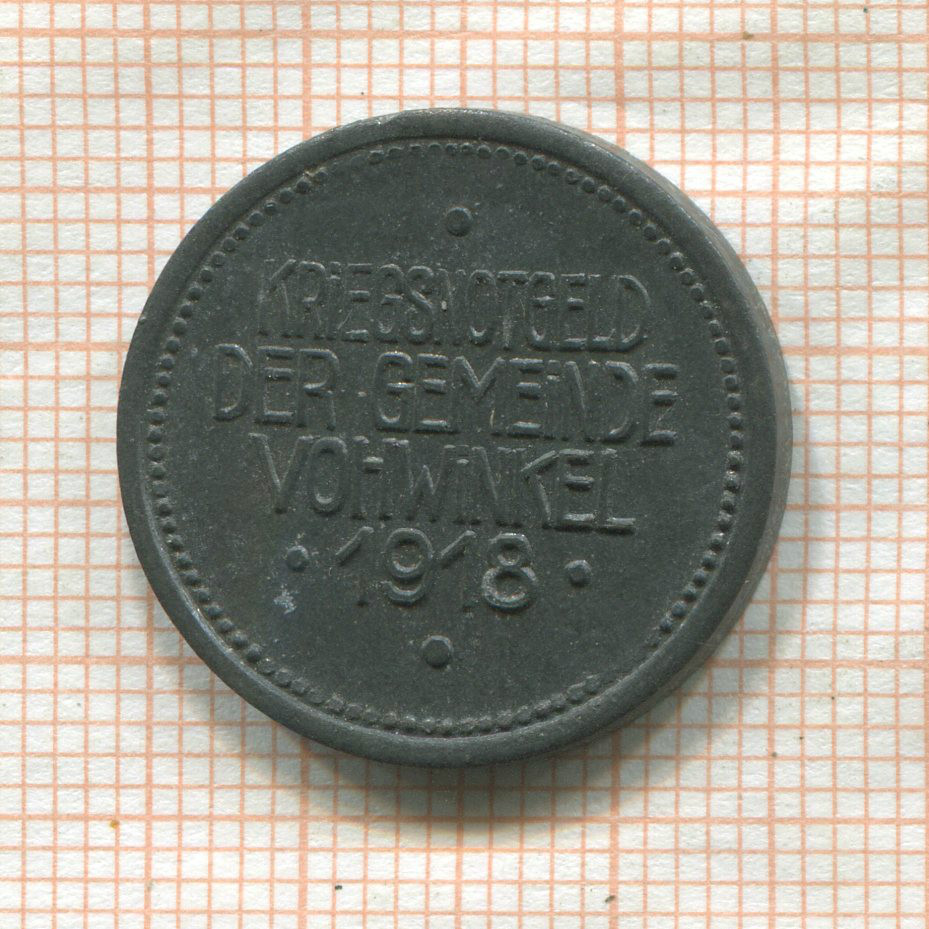 KRiEGSNOTGELD
DER GEMEiNDE
VOHWiNKEL
• 1918 •